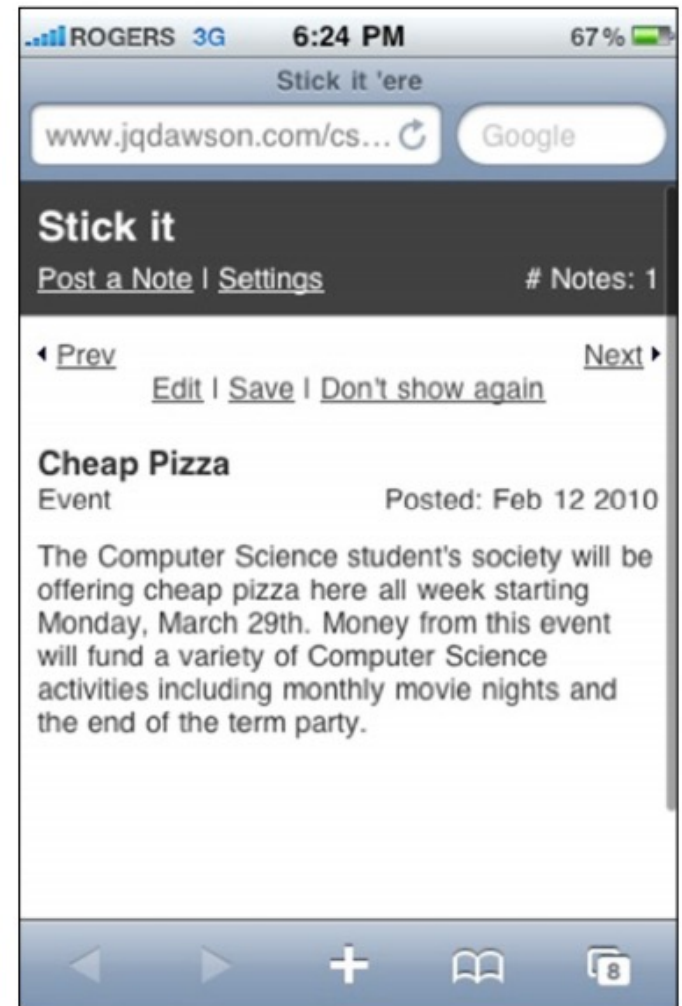 ROGERS 3G 6:24 PM 67%
Stick it 'ere
www.jqdawson.com/cs... Google
Stick it
Post a Note | Settings # Notes: 1
Prev Next
Edit | Save | Don't show again
Cheap Pizza
Event Posted: Feb 12 2010
The Computer Science student's society will be
offering cheap pizza here all week starting
Monday, March 29th. Money from this event
will fund a variety of Computer Science
activities including monthly movie nights and
the end of the term party.
8